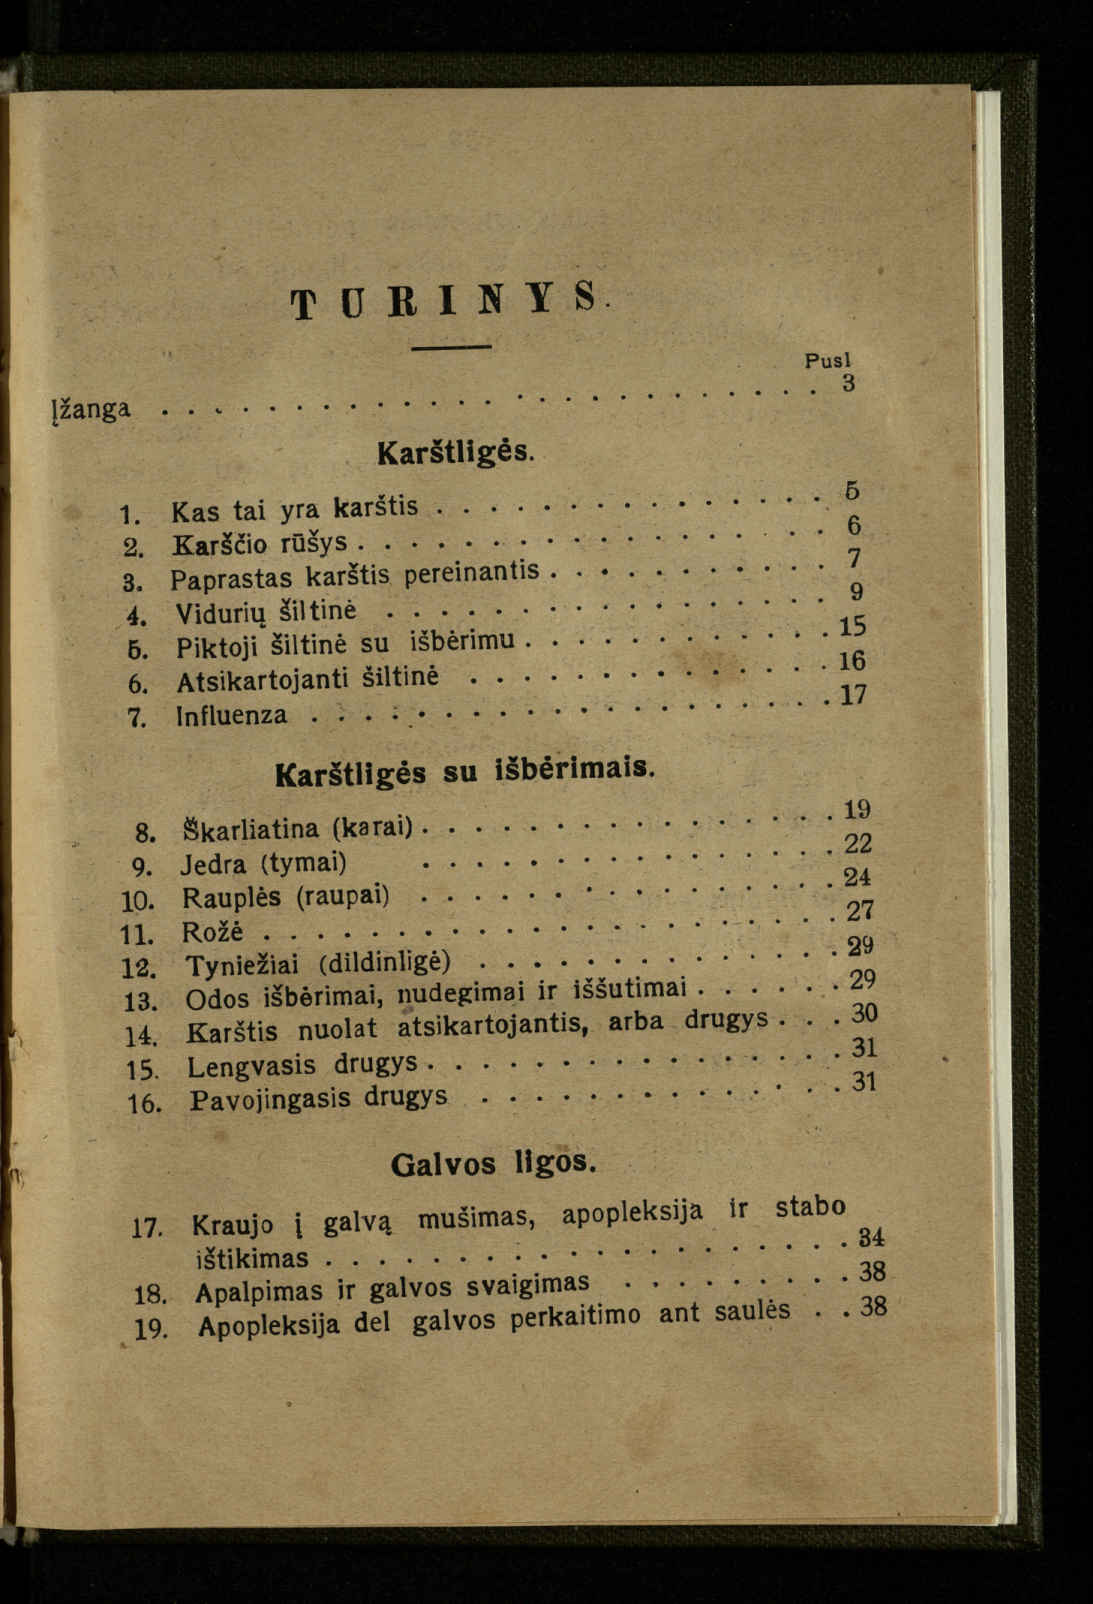 TURINYS.
Pusl
Įžanga . . . . . . . . . . . . . . . . . . . . . . . . . 3
Karštligės.
1. Kas tai yra karštis . . . . . . . . . . . . . . . 5
2. Karščio rūšys . . . . . . . . . . . . . . . . . . 6
3. Paprastas karštis pereinantis . . . . . . . . . . . 7
4. Vidurių šiltinė . . . . . . . . . . . . . . . . . 9
5. Piktoji šiltinė su išbėrimu . . . . . . . . . . . . 15
6. Atsikartojanti šiltinė . . . . . . . . . . . . . . 16
7. Influenza . . . . . . . . . . . . . . . . . . . . 17
Karštligės su išbėrimais.
8. Škarliatina (karai) . . . . . . . . . . . . . . . . 19
9. Jedra (tymai) . . . . . . . . . . . . . . . . 22
10. Rauplės (raupai) . . . . . . . . . . . . . . . . 24
11. Rožė . . . . . . . . . . . . . . . . . . . . . . 27
12. Tyniežiai (dildinligė) . . . . . . . . . . . . . . 29
13. Odos išbėrimai, nudegimai ir iššutimai . . . . . . 29
14. Karštis nuolat atsikartojantis, arba drugys . . . 30
15. Lengvasis drugys . . . . . . . . . . . . . . . . 31
16. Pavojingasis drugys . . . . . . . . . . . . . . 31
Galvos ligos.
17. Kraujo į galvą mušimas, apopleksija ir stabo
ištikimas . . . . . . . . . . . . . . . . . . . . 34
18. Apalpimas ir galvos svaigimas . . . . . . . . . 38
19. Apopleksija del galvos perkaitimo ant saulės . . 38